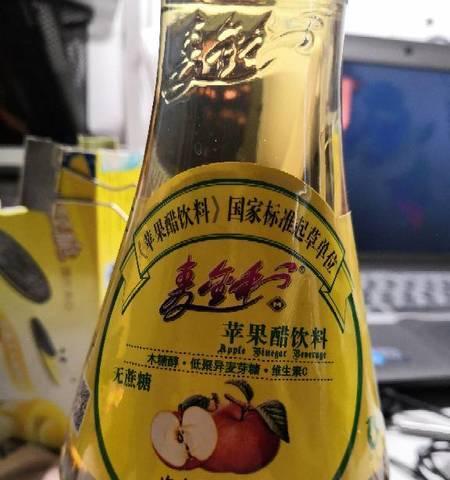 《苹果醋饮料》国家标准起草单位
苹果醋饮料
Apple Vinegar Beverage
木糖醇·低聚异麦芽糖·维生素C
无蔗糖